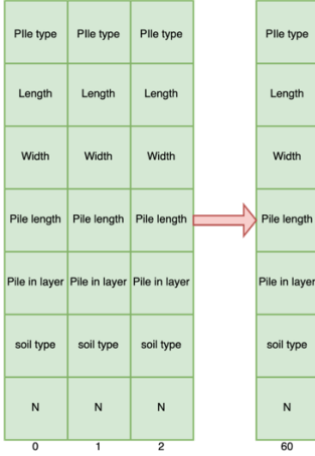 Plle type Plle type Plle type Plle type
Length Length Length Length
Width Width Width Width
Pile length Pile length Pile length Pile length
Pile in layer Pile in layer Pile in layer Pile in layer
soil type soil type soil type soil type
N N N N
0 1 2 60